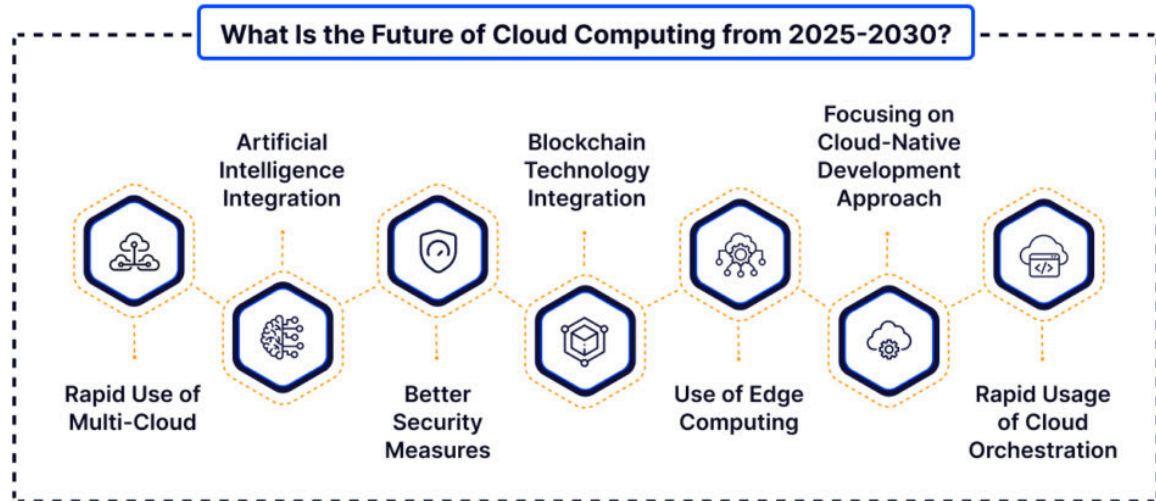 What Is the Future of Cloud Computing from 2025-2030?
Rapid Use of
Multi-Cloud
Artificial
Intelligence
Integration
Better
Security
Measures
Blockchain
Technology
Integration
Use of Edge
Computing
Focusing on
Cloud-Native
Development
Approach
Rapid Usage
of Cloud
Orchestration